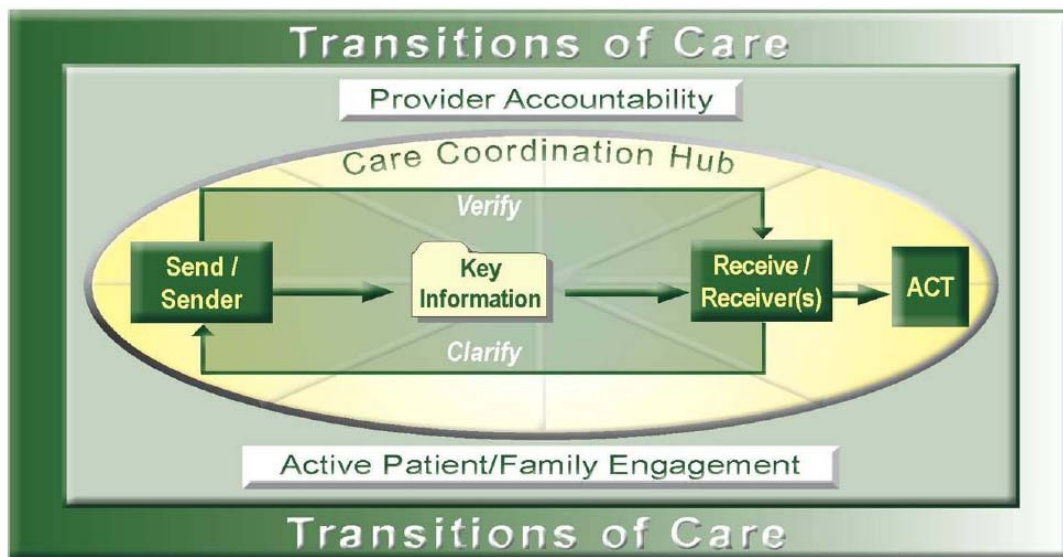 Transitions of Care
Provider Accountability
Care Coordination Hub
Verify
Send /
Sender
Key
Information
Receive /
Receiver(s)
ACT
Clarify
Active Patient/Family Engagement
Transitions of Care